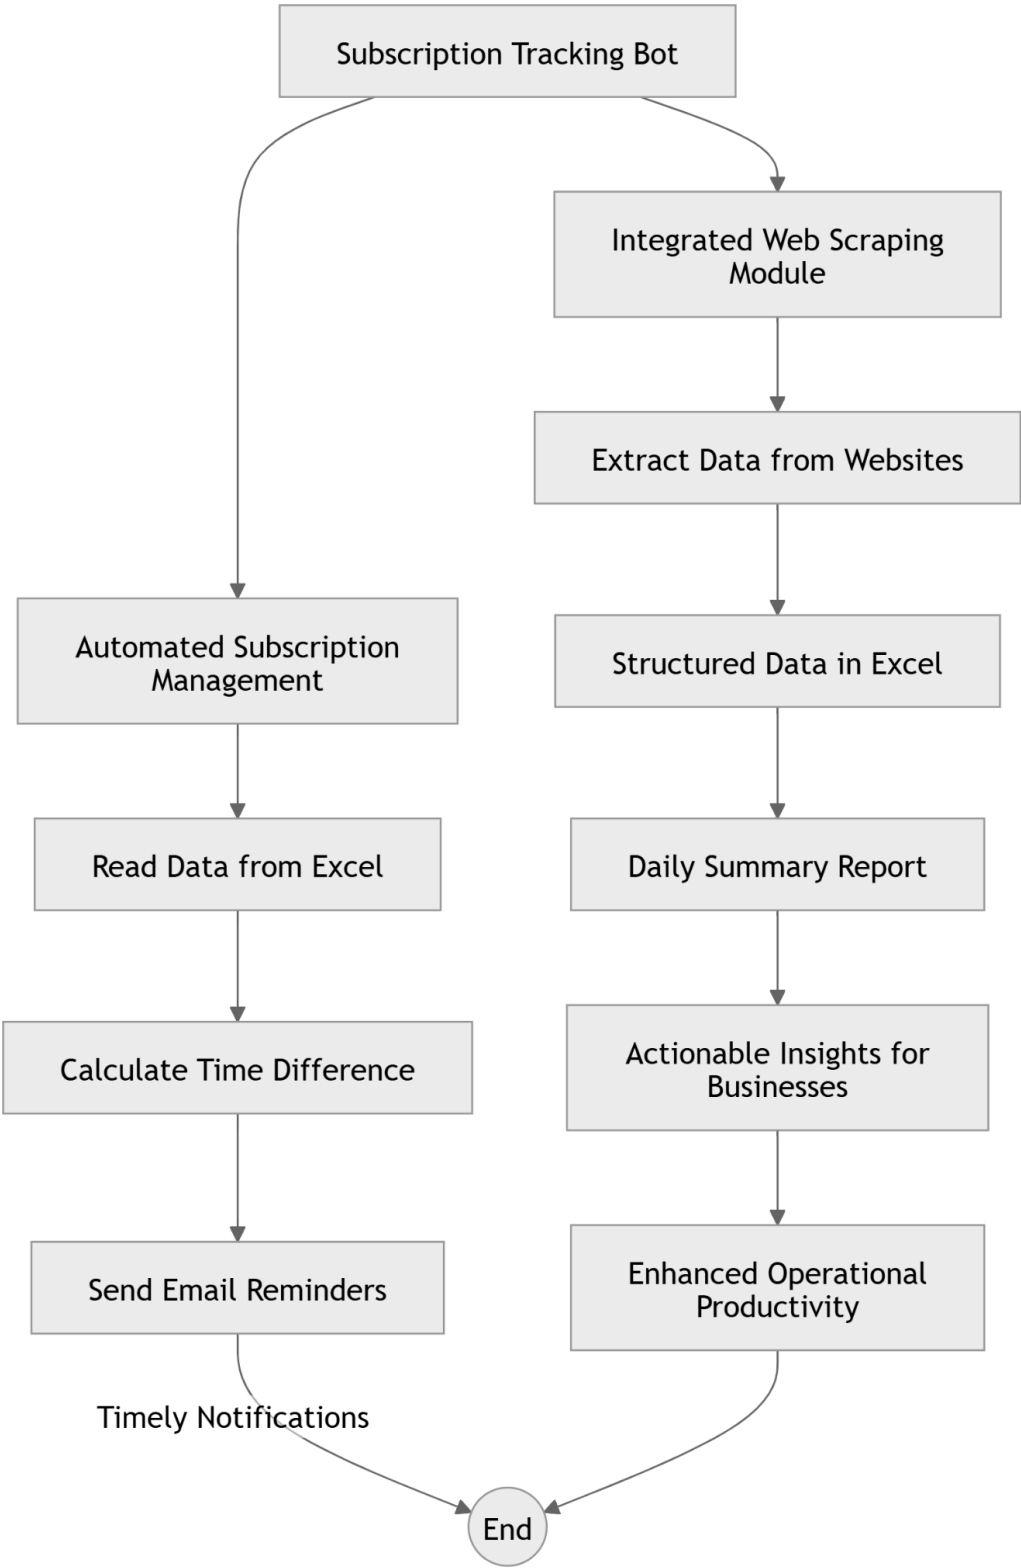 Subscription Tracking Bot
Integrated Web Scraping
Module
Extract Data from Websites
Automated Subscription
Management
Structured Data in Excel
Read Data from Excel
Daily Summary Report
Calculate Time Difference
Actionable Insights for
Businesses
Send Email Reminders
Enhanced Operational
Productivity
Timely Notifications
End